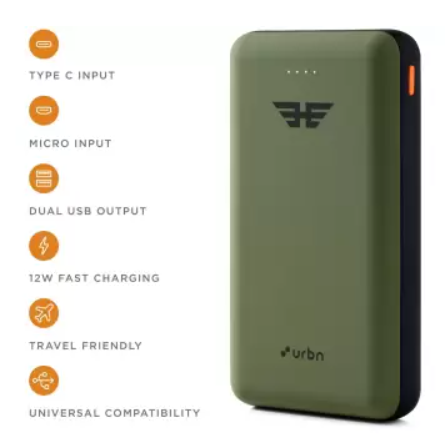 TYPE C INPUT
MICRO INPUT
DUAL USB OUTPUT
12W FAST CHARGING
TRAVEL FRIENDLY
UNIVERSAL COMPATIBILITY
urbn